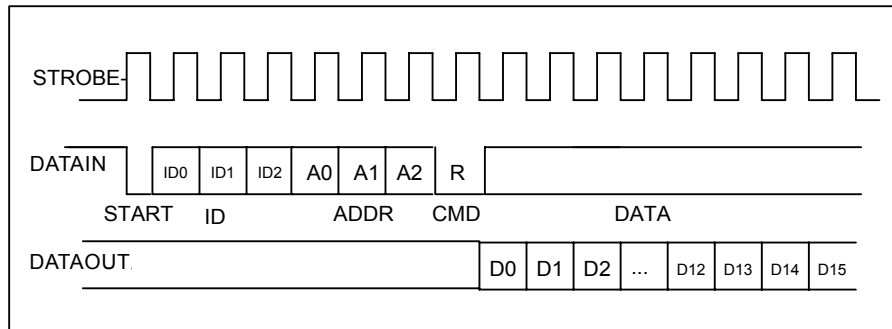 STROBE-
DATAIN ID0 ID1 ID2 A0 A1 A2 R
START ID ADDR CMD DATA
DATAOUT. D0 D1 D2 ... D12 D13 D14 D15